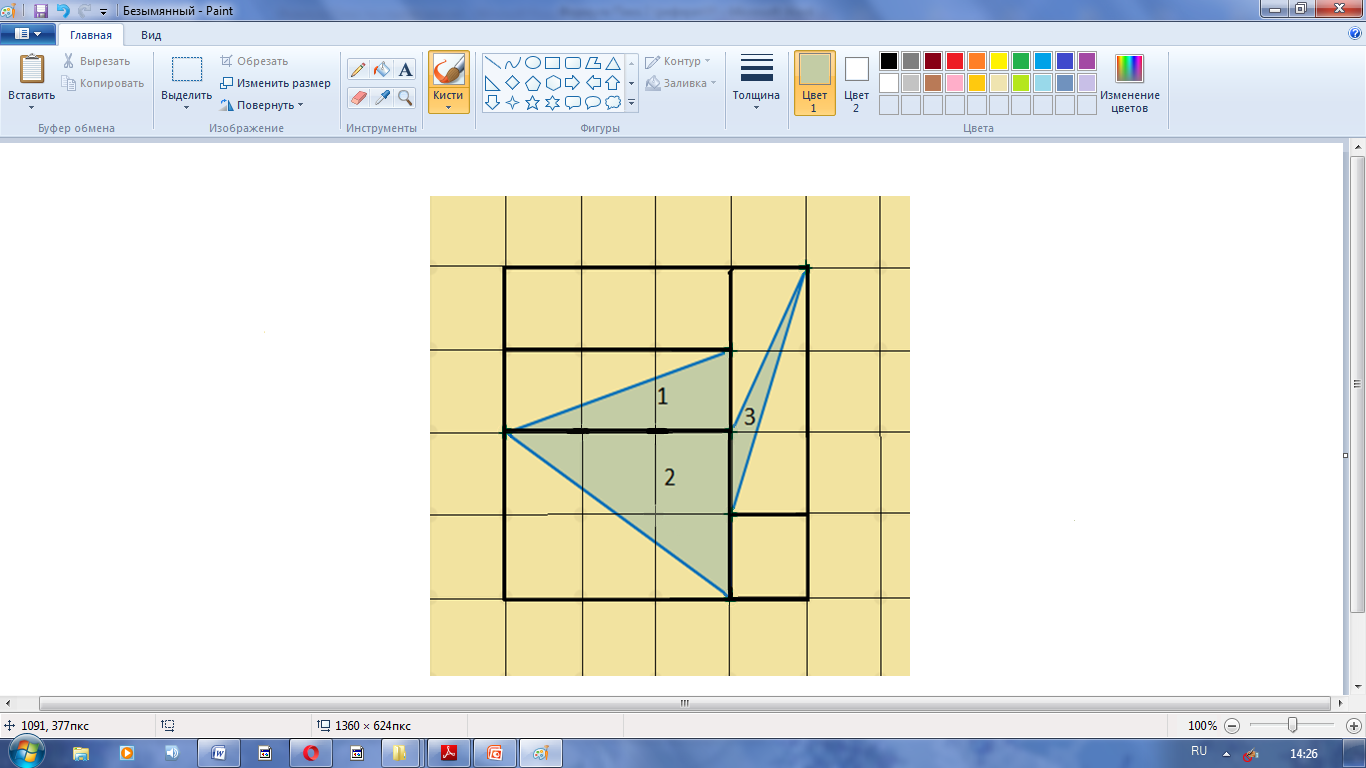 Безымянный - Paint
Главная
Вид
Вставить
Вырезать
Копировать
Буфер обмена
Выделить
Обрезать
Изменить размер
Повернуть
Изображение
A
Инструменты
Кисти
Контур
Заливка
Фигуры
Толщина
Цвет
1
Цвет
2
Изменение
цветов
Цвета
1
3
2
1091, 377пкс
1360 × 624пкс
100%
RU
14:26